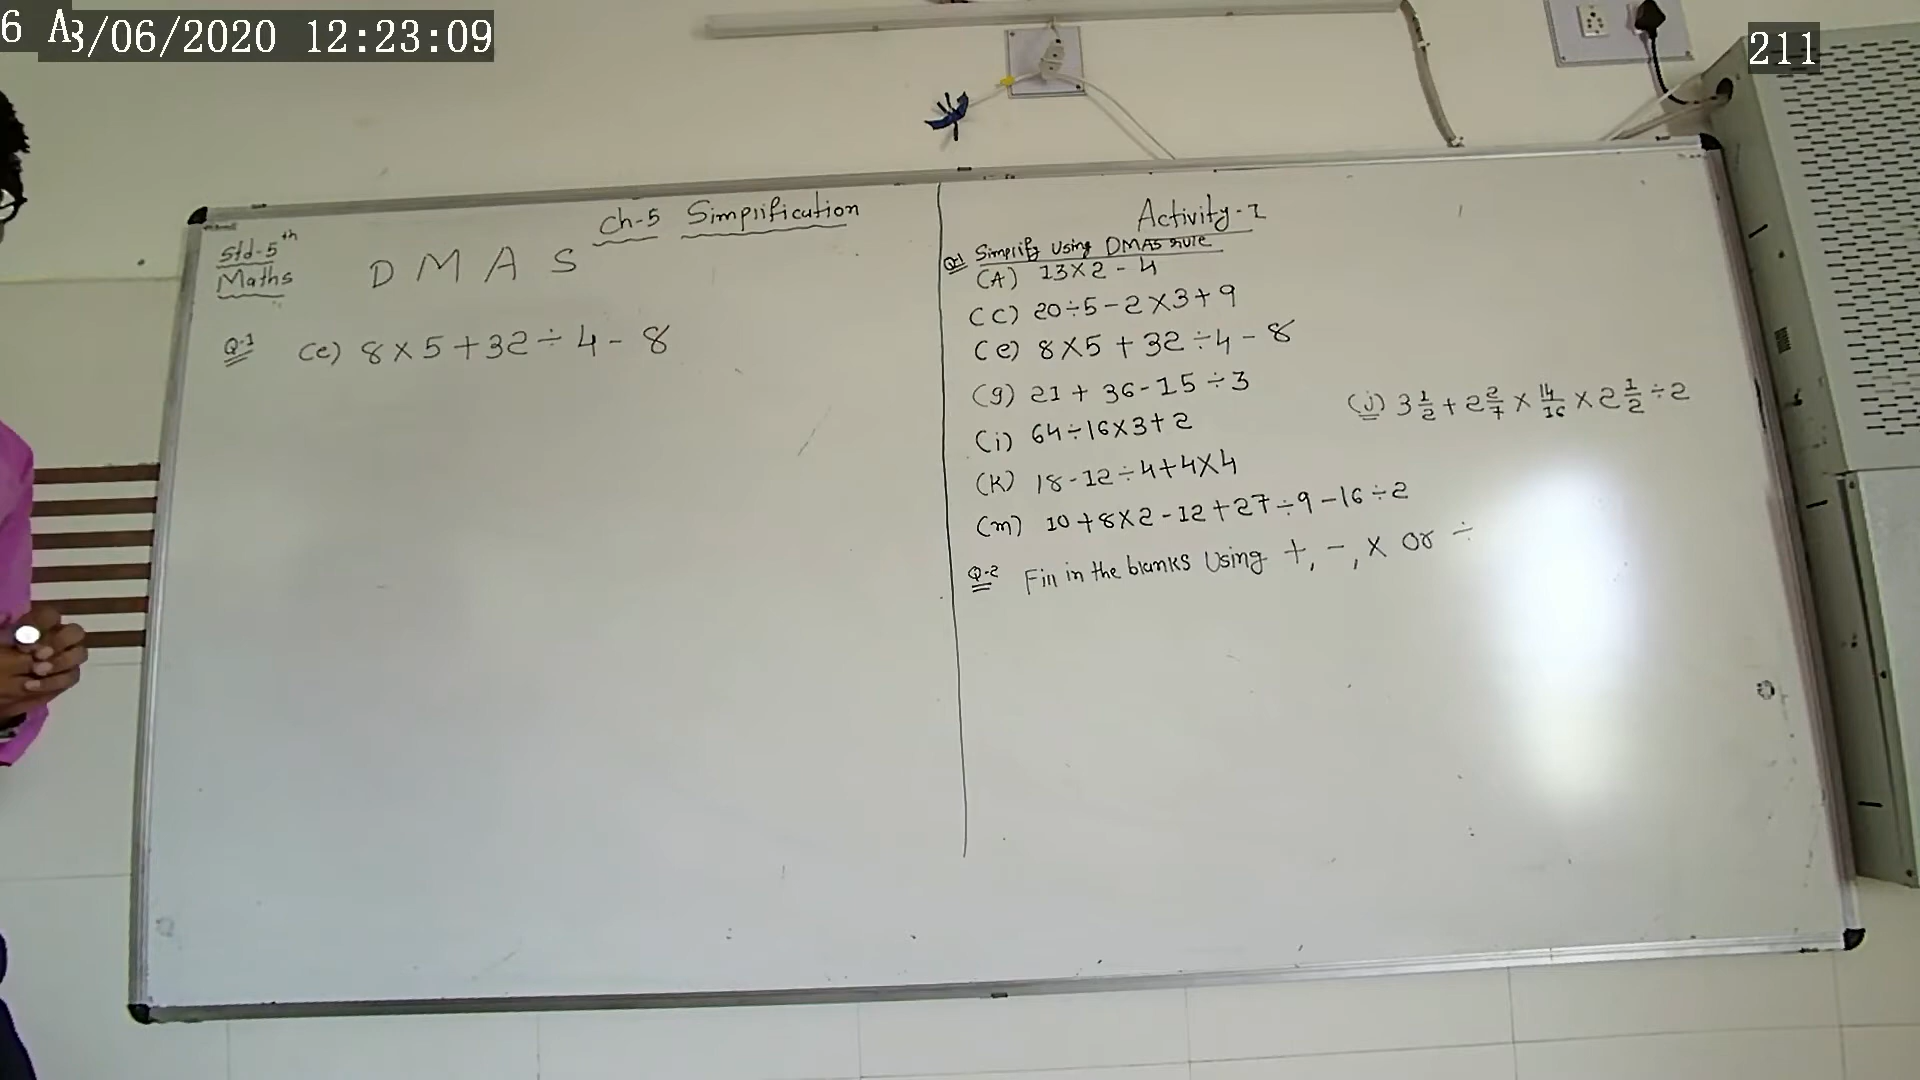 6 A
3/06/2020 12:23:09
211
Ch-5 Simplification
Std-5th
Maths
D M A S
Q-1 (e) 8×5+32÷4-8
Activity-1
Q-1 Simplify Using DMAS rule
(A) 13×2-4
(C) 20÷5-2×3+9
(e) 8×5+32÷4-8
(g) 21+36-15÷3
(j) 3 1/2 + 2 2/7 × 14/16 × 2 1/2 ÷ 2
(i) 64÷16×3+2
(K) 18-12÷4+4×4
(m) 10+8×2-12+27÷9-16÷2
Q-2 Fill in the blanks Using +, -, × Or ÷